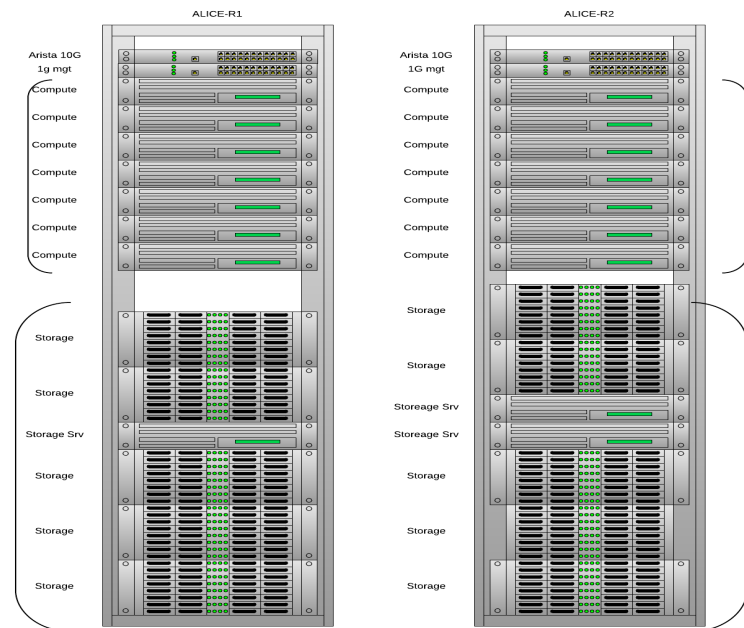 ALICE-R1
Arista 10G
1g mgt
Compute
Compute
Compute
Compute
Compute
Compute
Compute
Storage
Storage
Storage Srv
Storage
Storage
Storage
ALICE-R2
Arista 10G
1G mgt
Compute
Compute
Compute
Compute
Compute
Compute
Compute
Storage
Storage
Storeage Srv
Storeage Srv
Storage
Storage
Storage